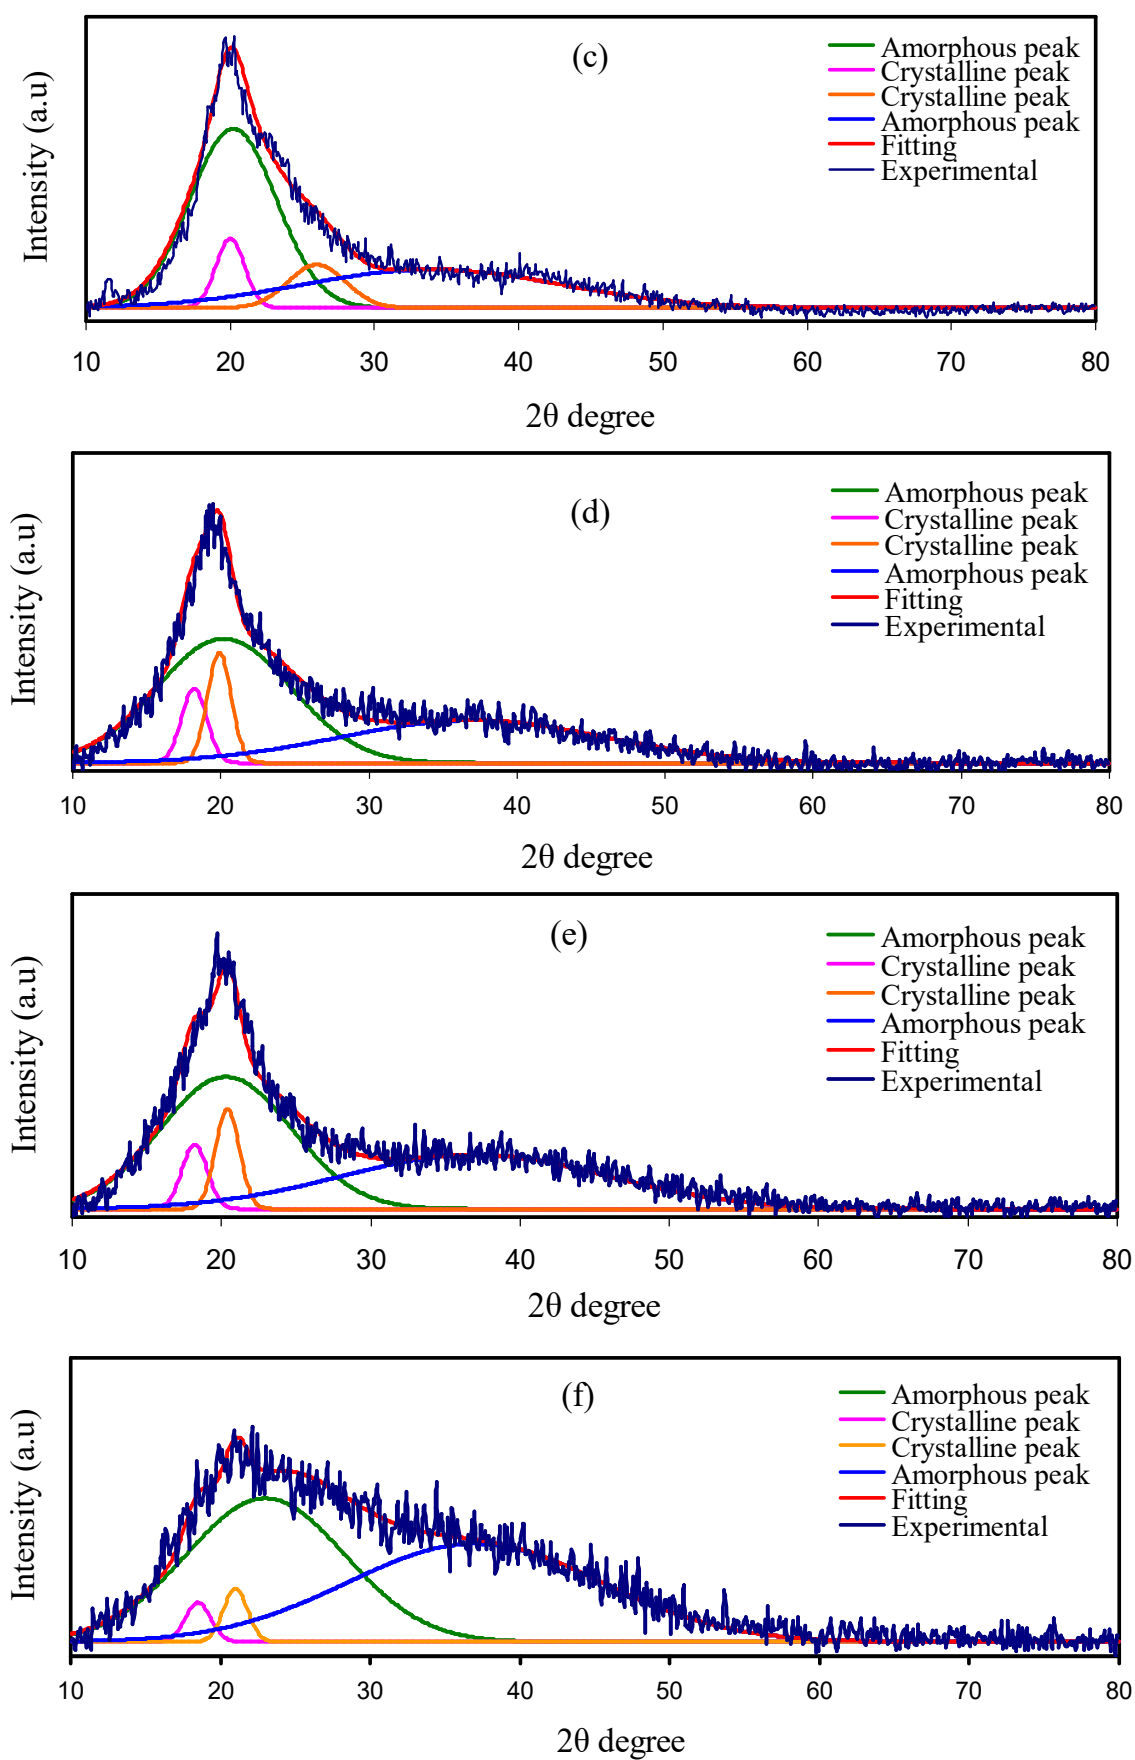 (c)
Amorphous peak
Crystalline peak
Crystalline peak
Amorphous peak
Fitting
Experimental
Intensity (a.u)
10 20 30 40 50 60 70 80
2θ degree
(d)
Amorphous peak
Crystalline peak
Crystalline peak
Amorphous peak
Fitting
Experimental
Intensity (a.u)
10 20 30 40 50 60 70 80
2θ degree
(e)
Amorphous peak
Crystalline peak
Crystalline peak
Amorphous peak
Fitting
Experimental
Intensity (a.u)
10 20 30 40 50 60 70 80
2θ degree
(f)
Amorphous peak
Crystalline peak
Crystalline peak
Amorphous peak
Fitting
Experimental
Intensity (a.u)
10 20 30 40 50 60 70 80
2θ degree